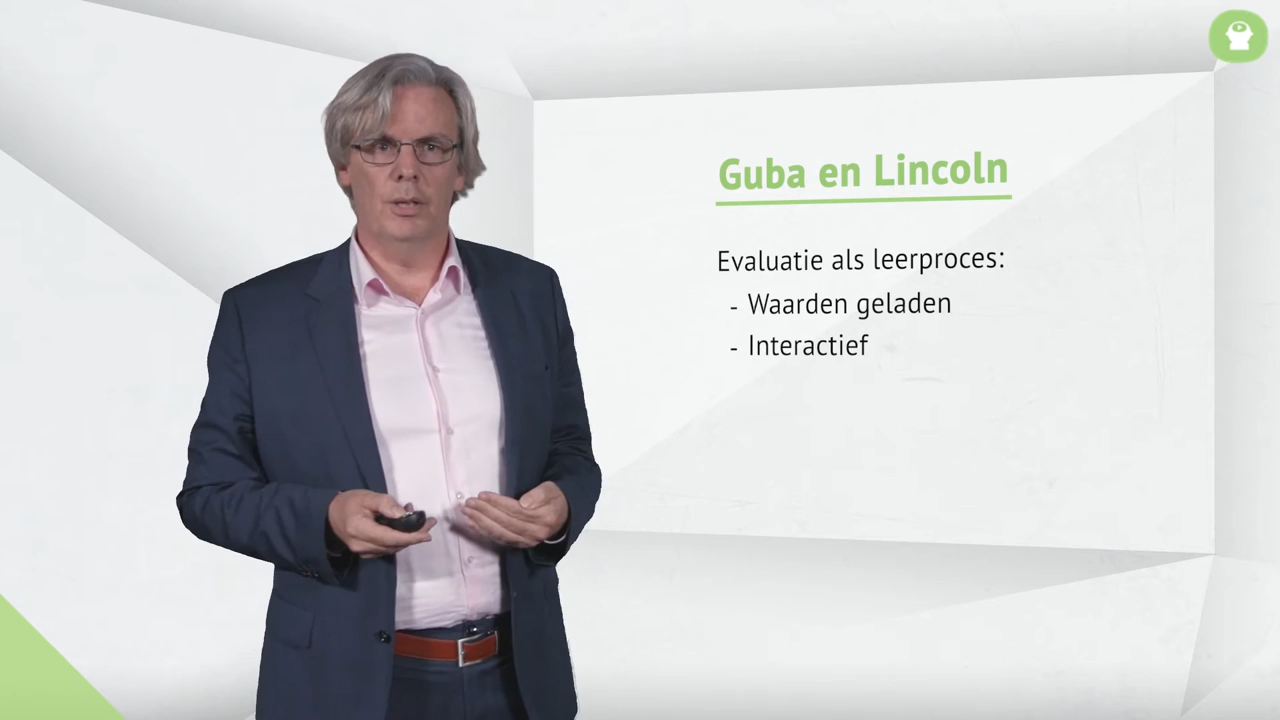 Guba en Lincoln
Evaluatie als leerproces:
- Waarden geladen
- Interactief